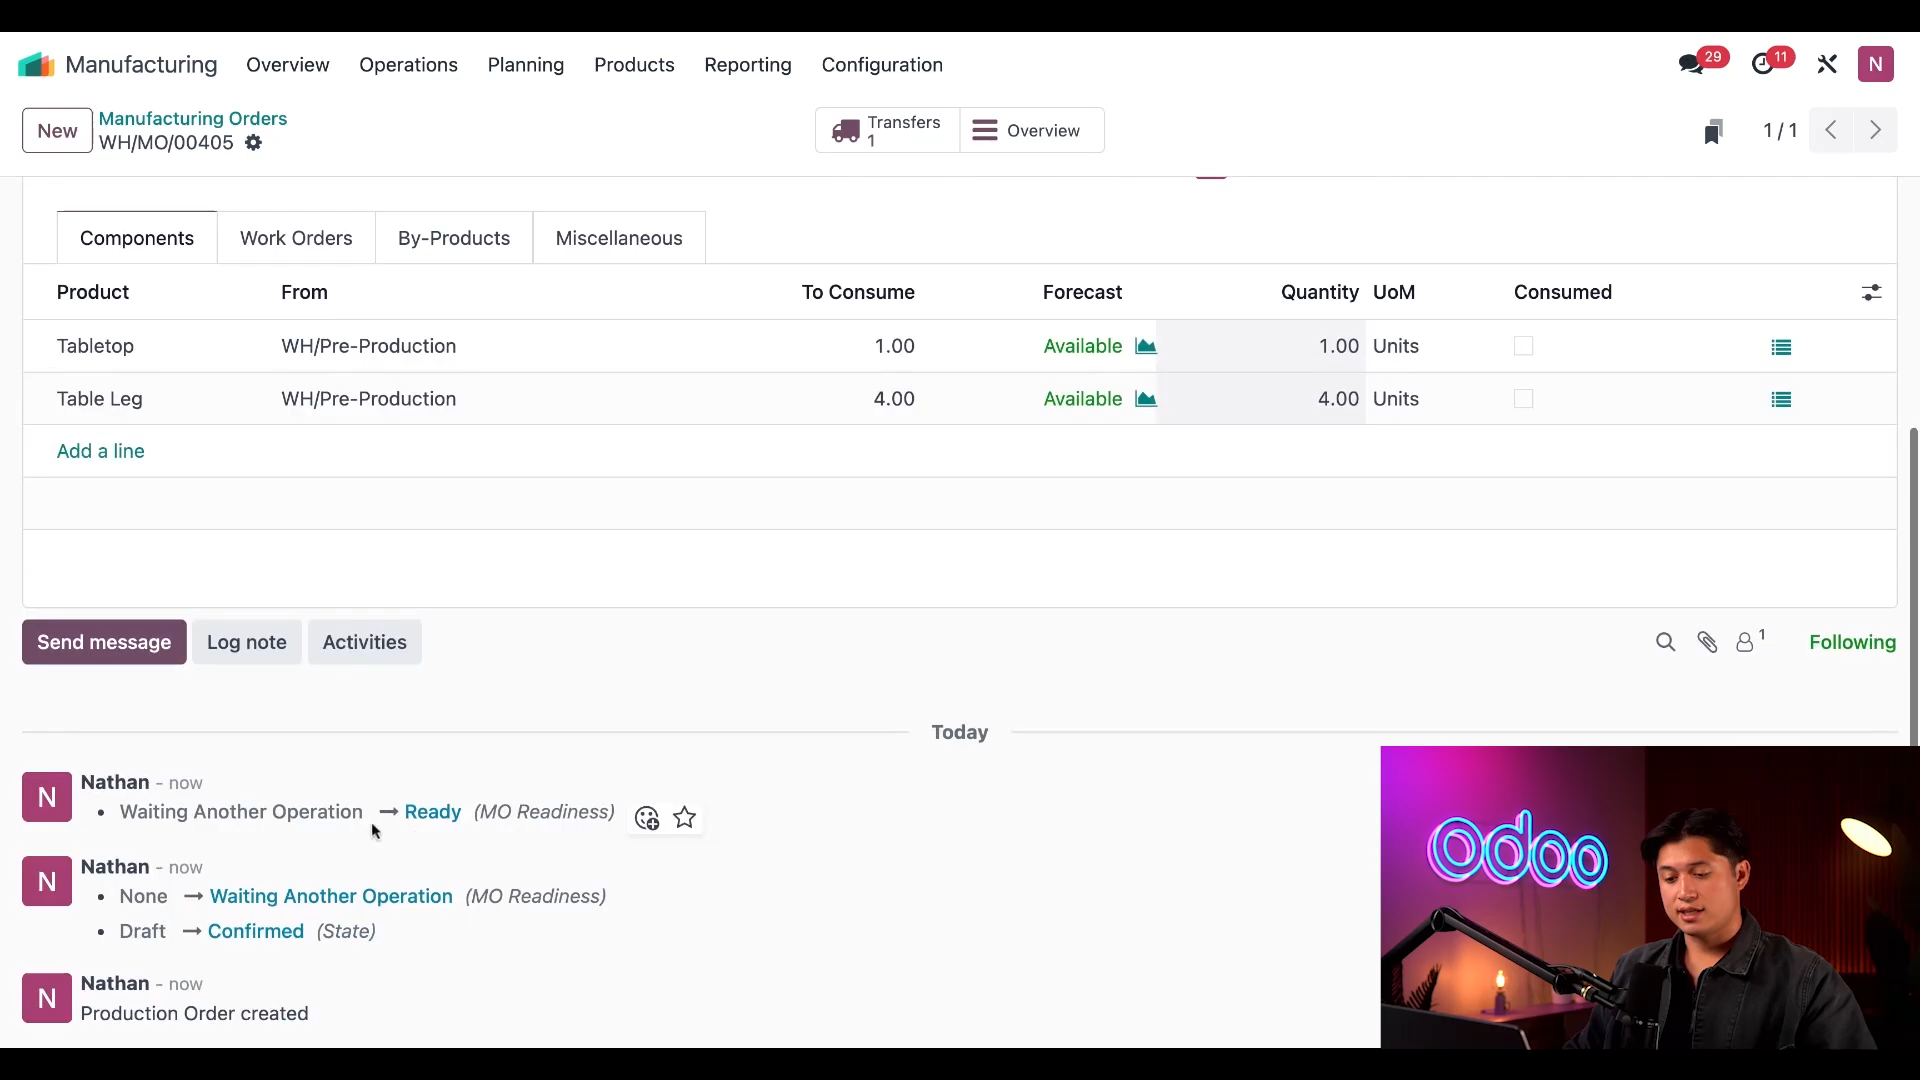 Manufacturing Overview Operations Planning Products Reporting Configuration 29 11 N
New Manufacturing Orders Transfers Overview 1 / 1
WH/MO/00405 1
Components Work Orders By-Products Miscellaneous
Product From To Consume Forecast Quantity UoM Consumed
Tabletop WH/Pre-Production 1.00 Available 1.00 Units
Table Leg WH/Pre-Production 4.00 Available 4.00 Units
Add a line
Send message Log note Activities 1 Following
Today
N Nathan - now
• Waiting Another Operation → Ready (MO Readiness)
N Nathan - now
• None → Waiting Another Operation (MO Readiness)
• Draft → Confirmed (State)
N Nathan - now
Production Order created
odoo